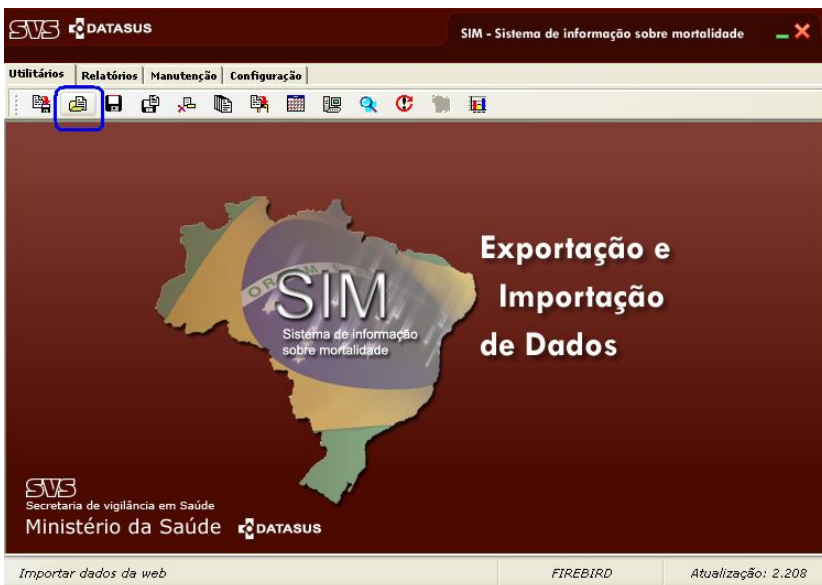 SVS DATASUS
SIM - Sistema de informação sobre mortalidade
Utilitários Relatórios Manutenção Configuração
Exportação e
Importação
de Dados
ORDEM
SIM
Sistema de informação
sobre mortalidade
SVS
Secretaria de vigilância em Saúde
Ministério da Saúde DATASUS
Importar dados da web FIREBIRD Atualização: 2.208